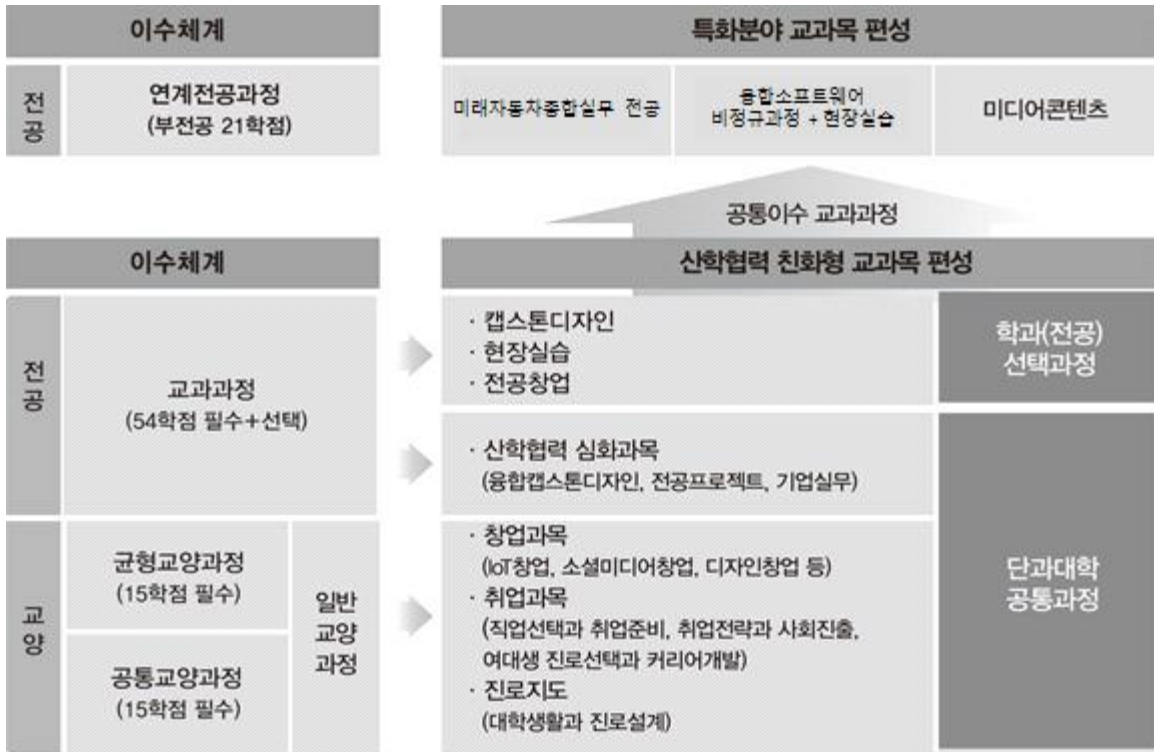 이수체계
특화분야 교과목 편성
전공
연계전공과정
(부전공 21학점)
미래자동차종합실무 전공
융합소프트웨어
비정규과정 + 현장실습
미디어콘텐츠
공통이수 교과과정
이수체계
산학협력 친화형 교과목 편성
전공
교과과정
(54학점 필수+선택)
· 캡스톤디자인
· 현장실습
· 전공창업
학과(전공)
선택과정
· 산학협력 심화과목
(융합캡스톤디자인, 전공프로젝트, 기업실무)
교양
균형교양과정
(15학점 필수)
공통교양과정
(15학점 필수)
일반
교양
과정
· 창업과목
(IoT창업, 소셜미디어창업, 디자인창업 등)
· 취업과목
(직업선택과 취업준비, 취업전략과 사회진출,
여대생 진로선택과 커리어개발)
· 진로지도
(대학생활과 진로설계)
단과대학
공통과정